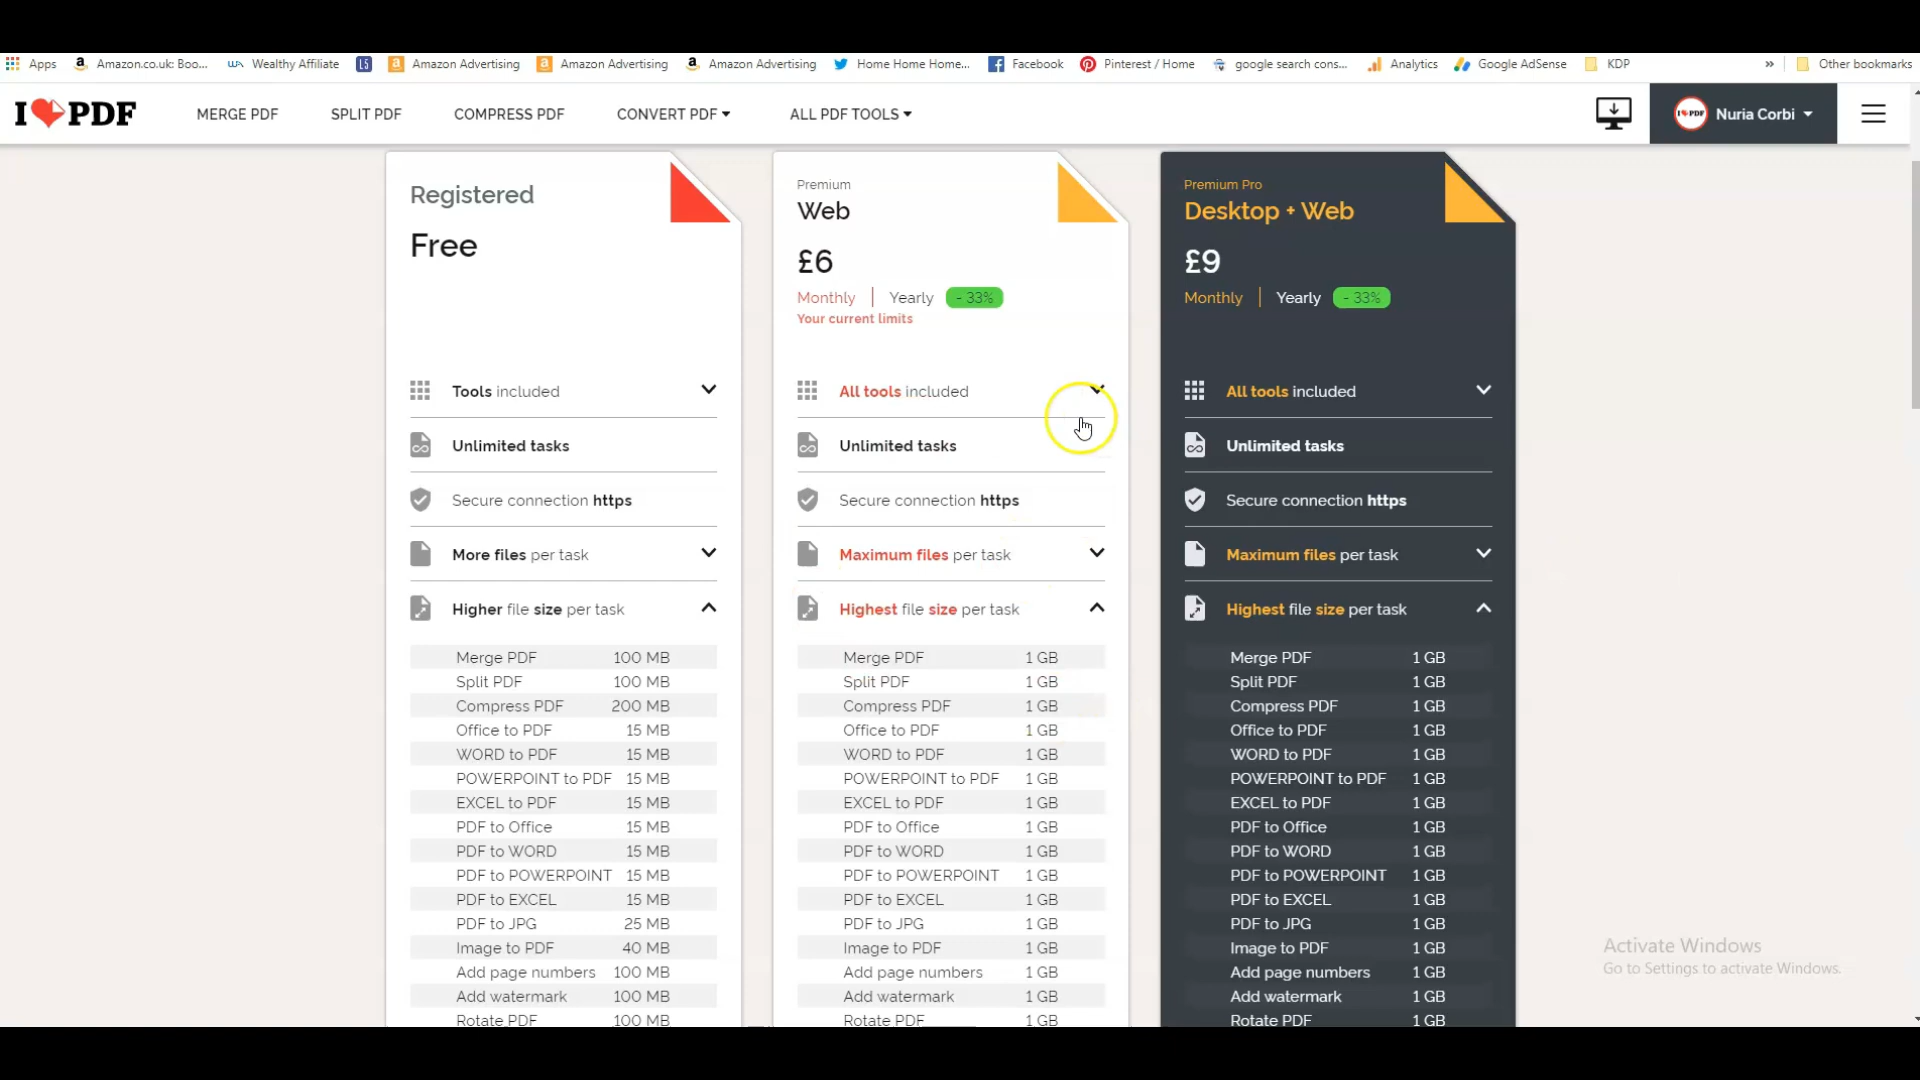 Apps Amazon.co.uk: Boo... Wealthy Affiliate Amazon Advertising Amazon Advertising Amazon Advertising Home Home Home... Facebook Pinterest / Home google search cons... Analytics Google AdSense KDP » Other bookmarks
I PDF MERGE PDF SPLIT PDF COMPRESS PDF CONVERT PDF ALL PDF TOOLS Nuria Corbi
Registered
Free
Tools included
Unlimited tasks
Secure connection https
More files per task
Higher file size per task
Merge PDF 100 MB
Split PDF 100 MB
Compress PDF 200 MB
Office to PDF 15 MB
WORD to PDF 15 MB
POWERPOINT to PDF 15 MB
EXCEL to PDF 15 MB
PDF to Office 15 MB
PDF to WORD 15 MB
PDF to POWERPOINT 15 MB
PDF to EXCEL 15 MB
PDF to JPG 25 MB
Image to PDF 40 MB
Add page numbers 100 MB
Add watermark 100 MB
Rotate PDF 100 MB
Premium
Web
£6
Monthly Yearly - 33%
Your current limits
All tools included
Unlimited tasks
Secure connection https
Maximum files per task
Highest file size per task
Merge PDF 1 GB
Split PDF 1 GB
Compress PDF 1 GB
Office to PDF 1 GB
WORD to PDF 1 GB
POWERPOINT to PDF 1 GB
EXCEL to PDF 1 GB
PDF to Office 1 GB
PDF to WORD 1 GB
PDF to POWERPOINT 1 GB
PDF to EXCEL 1 GB
PDF to JPG 1 GB
Image to PDF 1 GB
Add page numbers 1 GB
Add watermark 1 GB
Rotate PDF 1 GB
Premium Pro
Desktop + Web
£9
Monthly Yearly - 33%
All tools included
Unlimited tasks
Secure connection https
Maximum files per task
Highest file size per task
Merge PDF 1 GB
Split PDF 1 GB
Compress PDF 1 GB
Office to PDF 1 GB
WORD to PDF 1 GB
POWERPOINT to PDF 1 GB
EXCEL to PDF 1 GB
PDF to Office 1 GB
PDF to WORD 1 GB
PDF to POWERPOINT 1 GB
PDF to EXCEL 1 GB
PDF to JPG 1 GB
Image to PDF 1 GB
Add page numbers 1 GB
Add watermark 1 GB
Rotate PDF 1 GB
Activate Windows
Go to Settings to activate Windows.